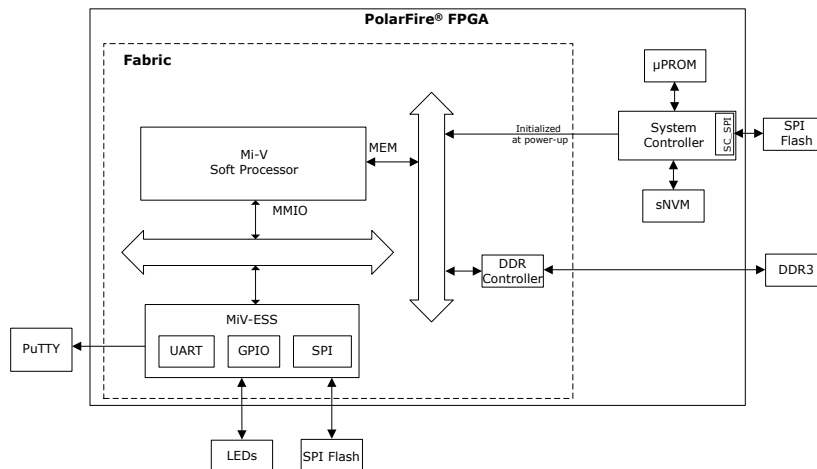 PolarFire® FPGA
Fabric
µPROM
Mi-V
Soft Processor
MEM
Initialized
at power-up
System
Controller
SC_SPI
SPI
Flash
sNVM
MMIO
DDR
Controller
DDR3
MiV-ESS
UART
GPIO
SPI
PuTTY
LEDs
SPI Flash